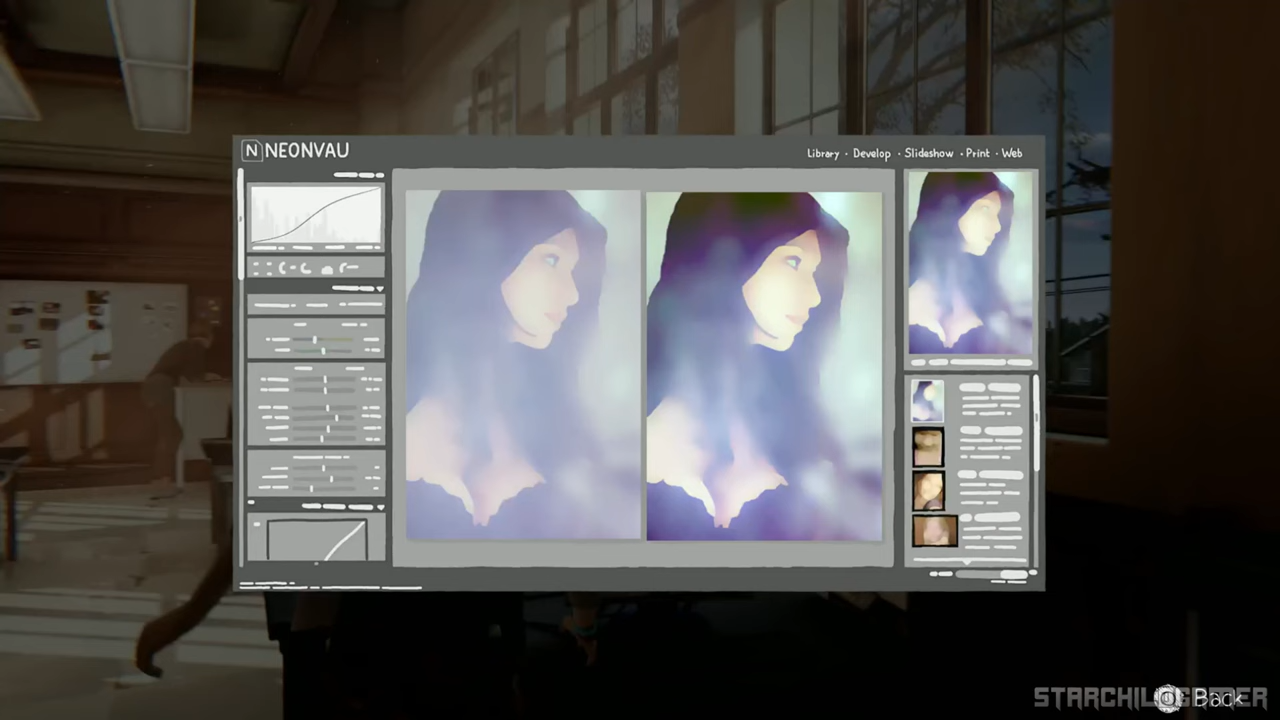 N NEONVAU
Library · Develop · Slideshow · Print · Web
STARCHILDGAMER
Back